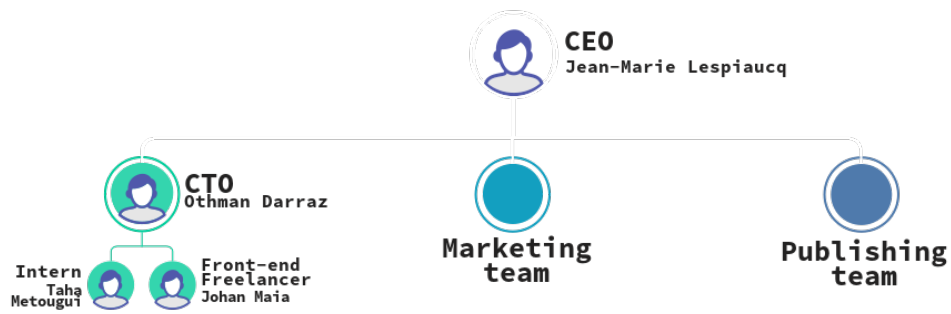 CEO
Jean-Marie Lespiaucq
CTO
Othman Darraz
Marketing
team
Publishing
team
Intern
Taha
Metougui
Front-end
Freelancer
Johan Maia